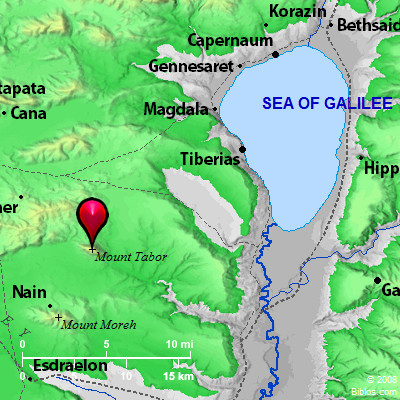 Korazin
Bethsaid
Capernaum
Gennesaret
tapata
Cana
Magdala
SEA OF GALILEE
Tiberias
Hipp
ner
Mount Tabor
Nain
Ga
Mount Moreh
0 5 10 mi
0 10 15 km
Esdraelon
© 2008
Biblos.com